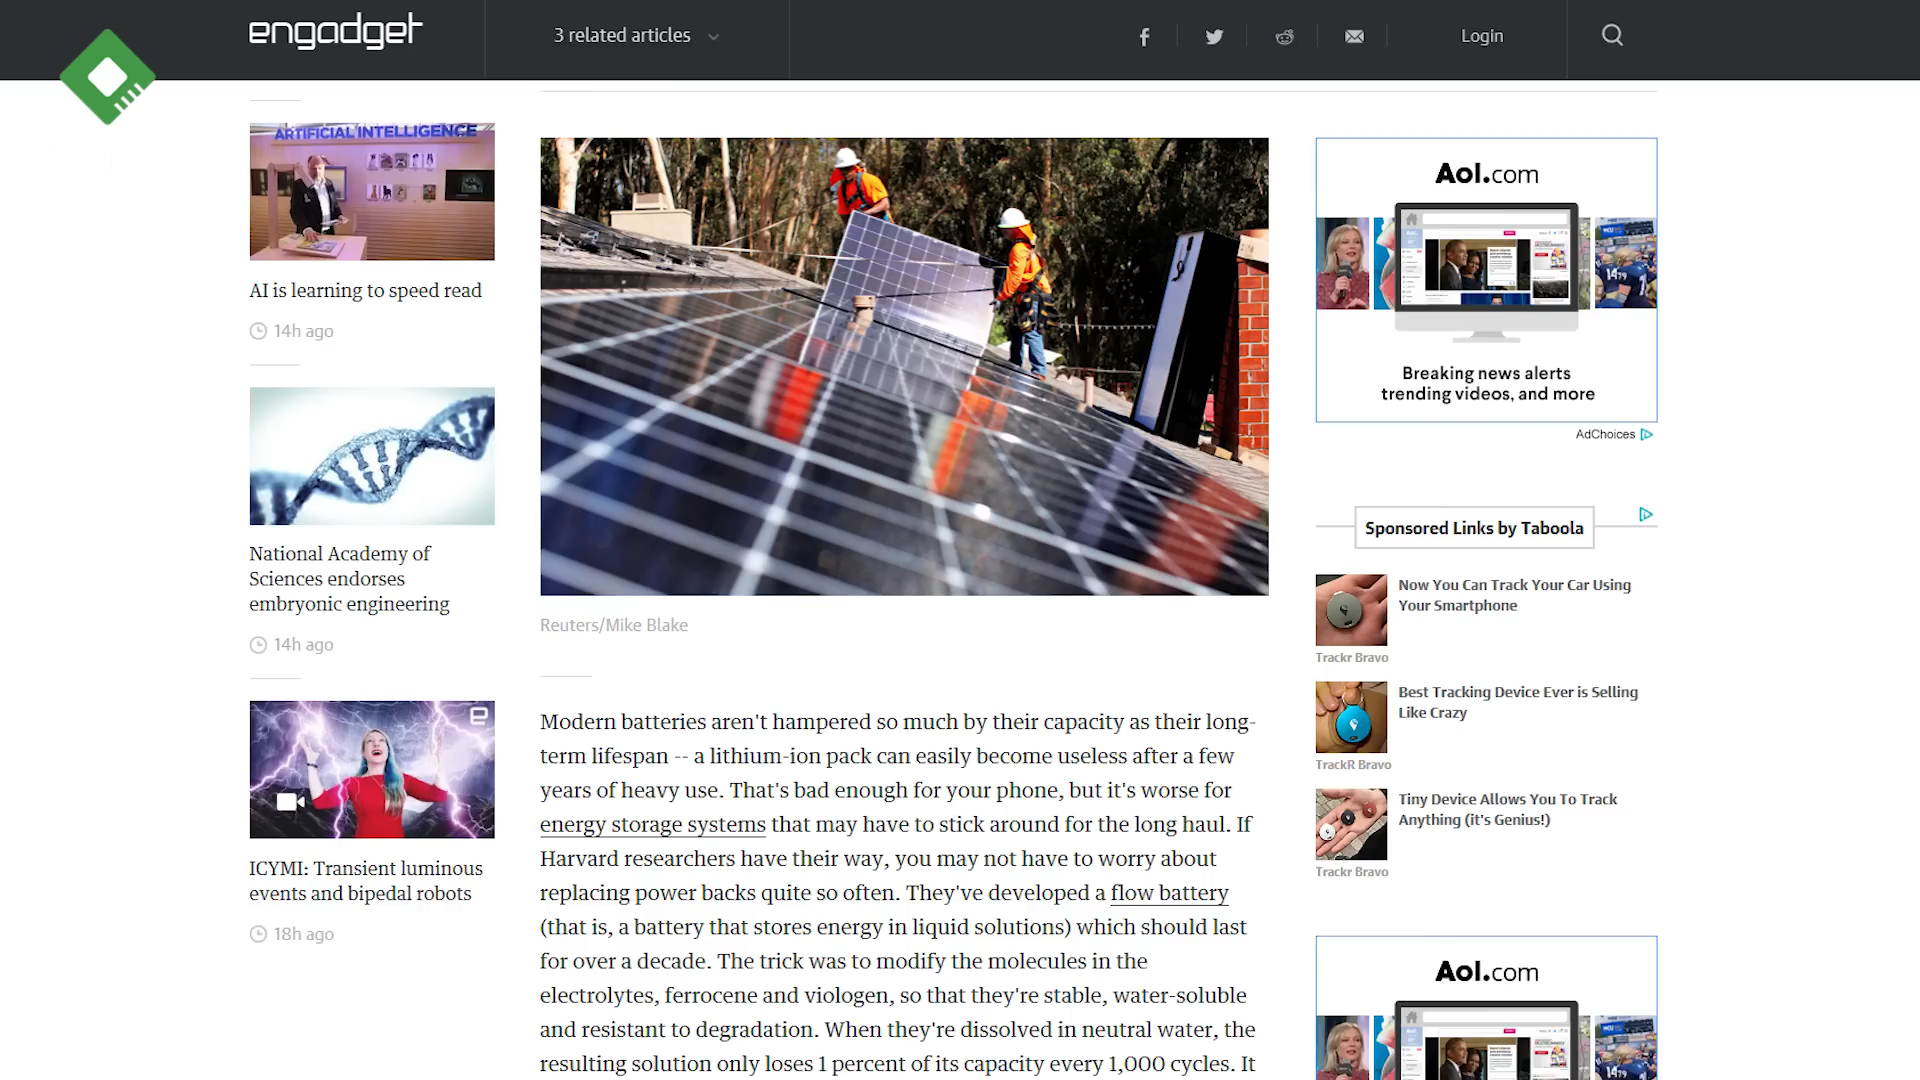 engadget
3 related articles
Login
ARTIFICIAL INTELLIGENCE
AI is learning to speed read
14h ago
National Academy of
Sciences endorses
embryonic engineering
14h ago
ICYMI: Transient luminous
events and bipedal robots
18h ago
Reuters/Mike Blake
Modern batteries aren't hampered so much by their capacity as their long-
term lifespan -- a lithium-ion pack can easily become useless after a few
years of heavy use. That's bad enough for your phone, but it's worse for
energy storage systems that may have to stick around for the long haul. If
Harvard researchers have their way, you may not have to worry about
replacing power backs quite so often. They've developed a flow battery
(that is, a battery that stores energy in liquid solutions) which should last
for over a decade. The trick was to modify the molecules in the
electrolytes, ferrocene and viologen, so that they're stable, water-soluble
and resistant to degradation. When they're dissolved in neutral water, the
resulting solution only loses 1 percent of its capacity every 1,000 cycles. It
Aol.com
Breaking news alerts
trending videos, and more
AdChoices
Sponsored Links by Taboola
Now You Can Track Your Car Using
Your Smartphone
Trackr Bravo
Best Tracking Device Ever is Selling
Like Crazy
TrackR Bravo
Tiny Device Allows You To Track
Anything (it's Genius!)
Trackr Bravo
Aol.com